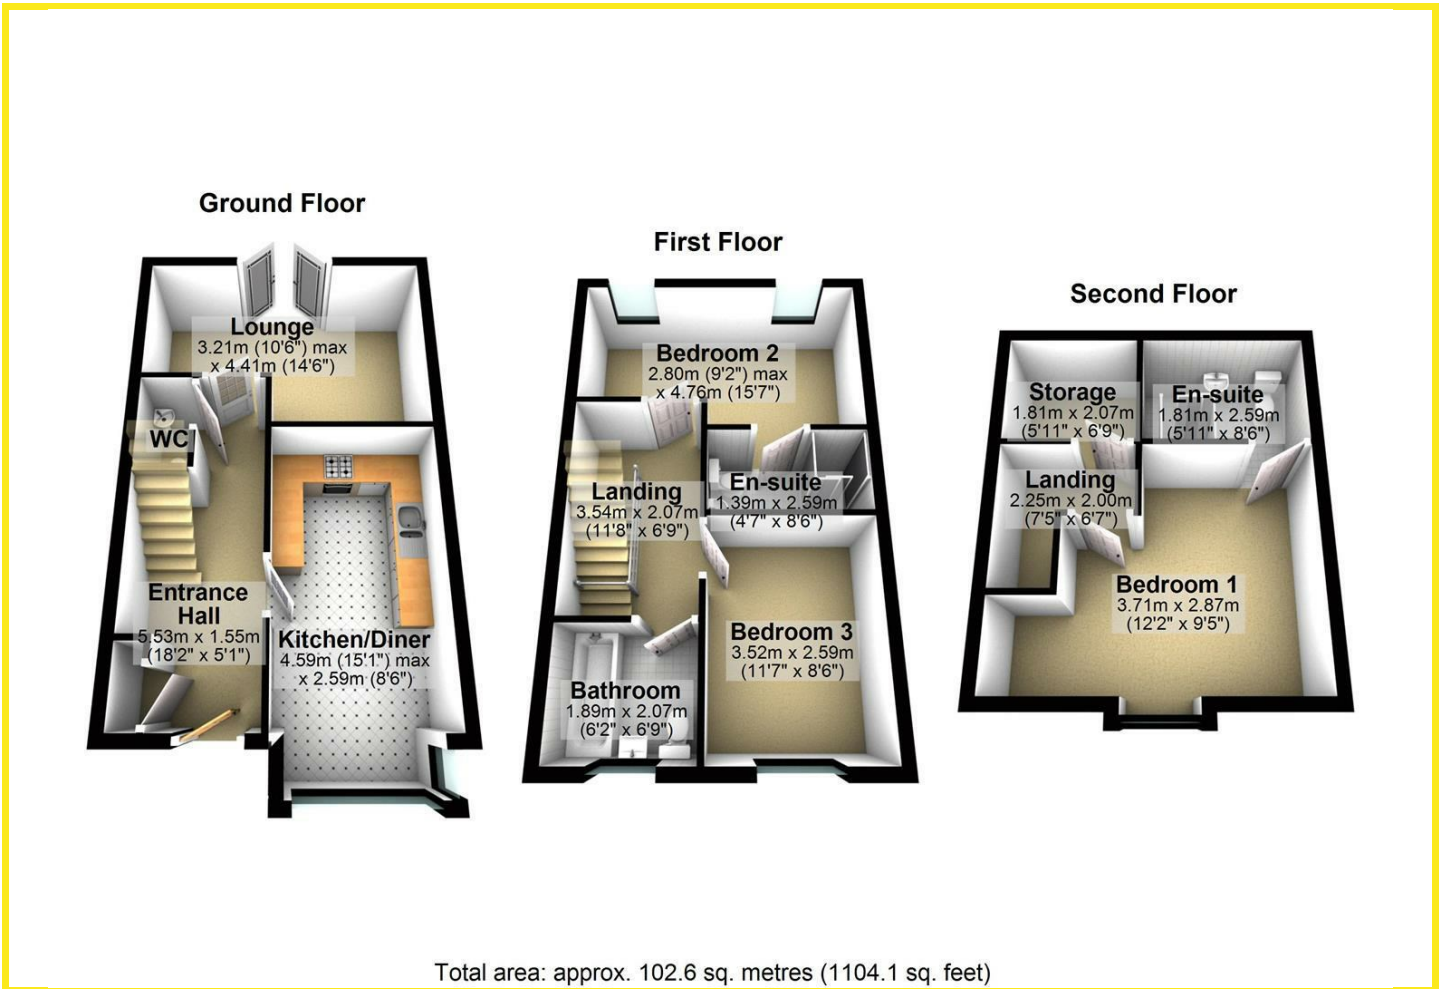 Ground Floor
Lounge
3.21m (10'6") max
x 4.41m (14'6")
WC
Entrance
Hall
5.53m x 1.55m
(18'2" x 5'1")
Kitchen/Diner
4.59m (15'1") max
x 2.59m (8'6")
First Floor
Bedroom 2
2.80m (9'2") max
x 4.76m (15'7")
Landing
3.54m x 2.07m
(11'8" x 6'9")
En-suite
1.39m x 2.59m
(4'7" x 8'6")
Bedroom 3
3.52m x 2.59m
(11'7" x 8'6")
Bathroom
1.89m x 2.07m
(6'2" x 6'9")
Second Floor
Storage
1.81m x 2.07m
(5'11" x 6'9")
En-suite
1.81m x 2.59m
(5'11" x 8'6")
Landing
2.25m x 2.00m
(7'5" x 6'7")
Bedroom 1
3.71m x 2.87m
(12'2" x 9'5")
Total area: approx. 102.6 sq. metres (1104.1 sq. feet)